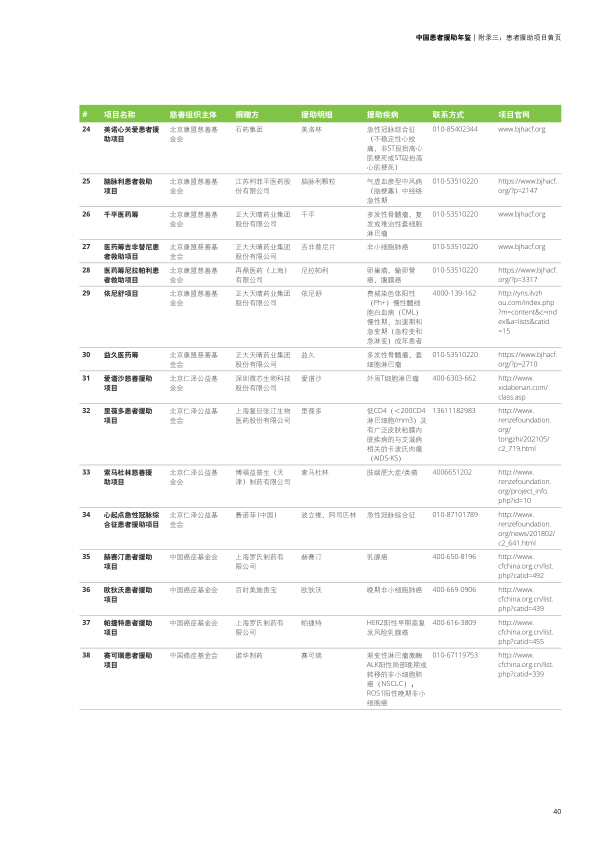 中国患者援助年鉴 | 附录三：患者援助项目黄页
# 项目名称 慈善组织主体 捐赠方 援助明细 援助疾病 联系方式 项目官网
24 美诺心关爱患者援 北京康盟慈善基 石药集团 美洛林 急性冠脉综合征 010-85402344 www.bjhacf.org
助项目 金会 （不稳定性心绞
痛、非ST段抬高心
肌梗死或ST段抬高
心肌梗死）
25 脑脉利患者救助 北京康盟慈善基 江苏柯菲平医药股 脑脉利颗粒 气虚血瘀型中风病 010-53510220 https://www.bjhacf.
项目 金会 份有限公司 （脑梗塞）中经络 org/?p=2147
急性期
26 千平医药筹 北京康盟慈善基 正大天晴药业集团 千平 多发性骨髓瘤、复 010-53510220 www.bjhacf.org
金会 股份有限公司 发或难治性套细胞
淋巴瘤
27 医药筹吉非替尼患 北京康盟慈善基 正大天晴药业集团 吉非替尼片 非小细胞肺癌 010-53510220 www.bjhacf.org
者救助项目 金会 股份有限公司
28 医药筹尼拉帕利患 北京康盟慈善基 再鼎医药（上海） 尼拉帕利 卵巢癌、输卵管 010-53510220 https://www.bjhacf.
者救助项目 金会 有限公司 癌、腹膜癌 org/?p=3317
29 依尼舒项目 北京康盟慈善基 正大天晴药业集团 依尼舒 费城染色体阳性 4000-139-162 http://yns.ilvzh
金会 股份有限公司 （Ph+）慢性髓细 ou.com/index.php
胞白血病（CML) ?m=content&c=ind
慢性期、加速期和 ex&a=lists&catid
急变期（急粒变和 =15
急淋变）成年患者
30 益久医药筹 北京康盟慈善基 正大天晴药业集团 益久 多发性骨髓瘤、套 010-53510220 https://www.bjhacf.
金会 股份有限公司 细胞淋巴瘤 org/?p=2710
31 爱谱沙慈善援助 北京仁泽公益基 深圳微芯生物科技 爱谱沙 外周T细胞淋巴瘤 400-6303-662 http://www.
项目 金会 股份有限公司 xidabenan.com/
class.asp
32 里葆多患者援助 北京仁泽公益基 上海复旦张江生物 里葆多 低CD4（＜200CD4 13611182983 http://www.
项目 金会 医药股份有限公司 淋巴细胞/mm3）及 renzefoundation.
有广泛皮肤粘膜内 org/
脏疾病的与艾滋病 tongzhi/202105/
相关的卡波氏肉瘤 c2_719.html
（AIDS-KS）
33 索马杜林慈善援 北京仁泽公益基 博福益普生（天 索马杜林 肢端肥大症/类癌 4006651202 http://www.
助项目 金会 津）制药有限公司 renzefoundation.
org/project_info.
php?id=10
34 心起点急性冠脉综 北京仁泽公益基 赛诺菲(中国) 波立维、阿司匹林 急性冠脉综合征 010-87101789 http://www.
合征患者援助项目 金会 renzefoundation.
org/news/201802/
c2_641.html
35 赫赛汀患者援助 中国癌症基金会 上海罗氏制药有 赫赛汀 乳腺癌 400-650-8196 http://www.
项目 限公司 cfchina.org.cn/list.
php?catid=492
36 欧狄沃患者援助 中国癌症基金会 百时美施贵宝 欧狄沃 晚期非小细胞肺癌 400-669-0906 http://www.
项目 cfchina.org.cn/list.
php?catid=439
37 帕捷特患者援助 中国癌症基金会 上海罗氏制药有 帕捷特 HER2阳性早期高复 400-616-3809 http://www.
项目 限公司 发风险乳腺癌 cfchina.org.cn/list.
php?catid=455
38 赛可瑞患者援助 中国癌症基金会 诺华制药 赛可瑞 渐变性淋巴瘤激酶 010-67119753 http://www.
项目 ALK阳性局部晚期或 cfchina.org.cn/list.
转移的非小细胞肺 php?catid=339
癌（NSCLC）；
ROS1阳性晚期非小
细胞癌
40